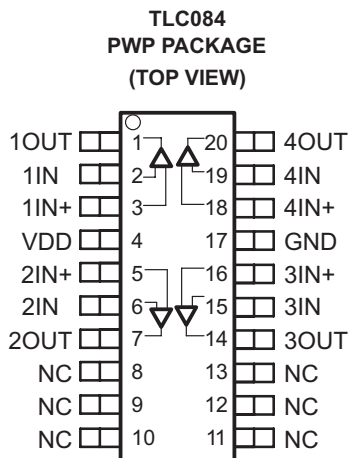 TLC084
PWP PACKAGE
(TOP VIEW)
1OUT 1 20 4OUT
1IN 2 19 4IN
1IN+ 3 18 4IN+
VDD 4 17 GND
2IN+ 5 16 3IN+
2IN 6 15 3IN
2OUT 7 14 3OUT
NC 8 13 NC
NC 9 12 NC
NC 10 11 NC